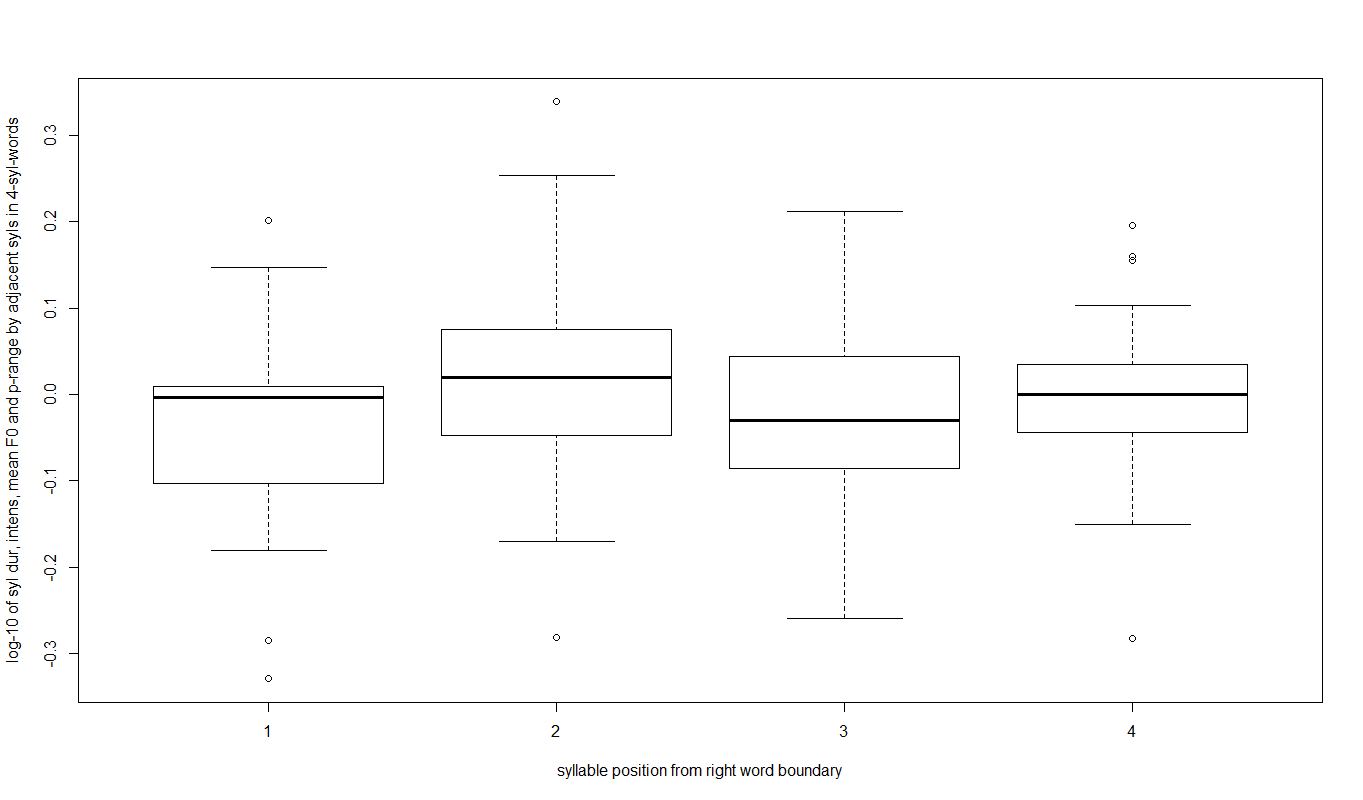 log-10 of syl dur, intens, mean F0 and p-range by adjacent syls in 4-syl-words
0.3
0.2
0.1
0.0
-0.1
-0.2
-0.3
1 2 3 4
syllable position from right word boundary